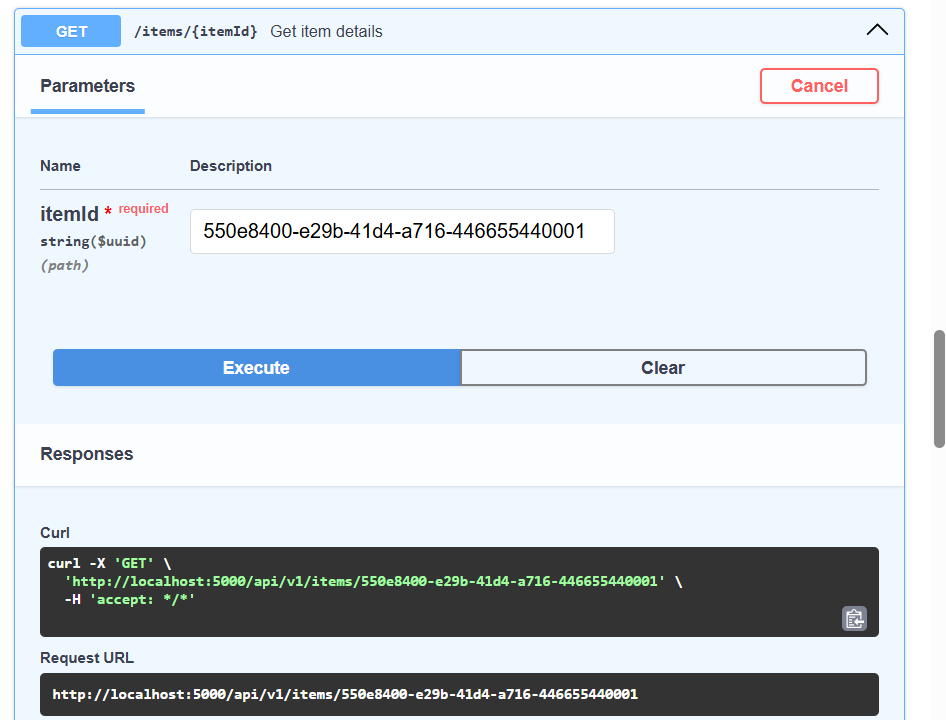 GET /items/{itemId} Get item details
Parameters
Cancel
Name Description
itemId * required
string($uuid)
(path)
550e8400-e29b-41d4-a716-446655440001
Execute Clear
Responses
Curl
curl -X 'GET' \
  'http://localhost:5000/api/v1/items/550e8400-e29b-41d4-a716-446655440001' \
  -H 'accept: */*'
Request URL
http://localhost:5000/api/v1/items/550e8400-e29b-41d4-a716-446655440001